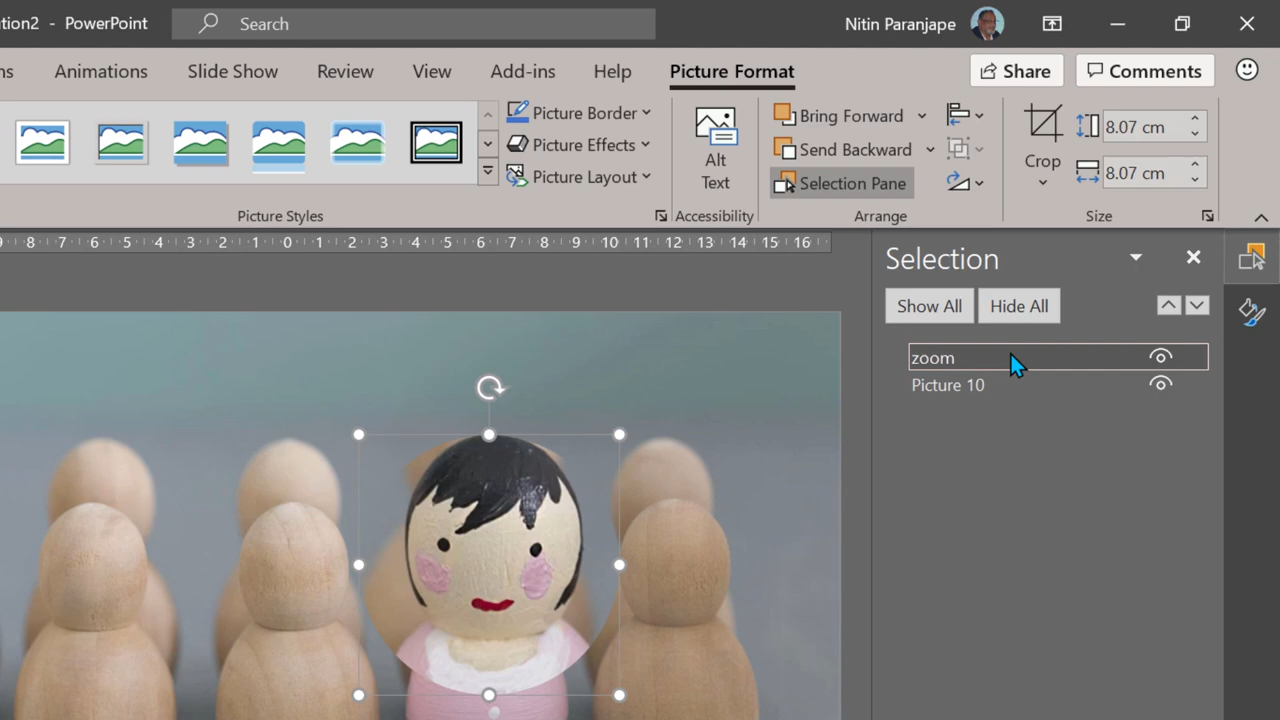 tion2 - PowerPoint
Search
Nitin Paranjape
ns
Animations
Slide Show
Review
View
Add-ins
Help
Picture Format
Share
Comments
Picture Border
Picture Effects
Picture Layout
Alt
Text
Bring Forward
Send Backward
Selection Pane
Crop
8.07 cm
8.07 cm
Picture Styles
Accessibility
Arrange
Size
9 8 7 6 5 4 3 2 1 0 1 2 3 4 5 6 7 8 9 10 11 12 13 14 15 16
Selection
Show All
Hide All
zoom
Picture 10